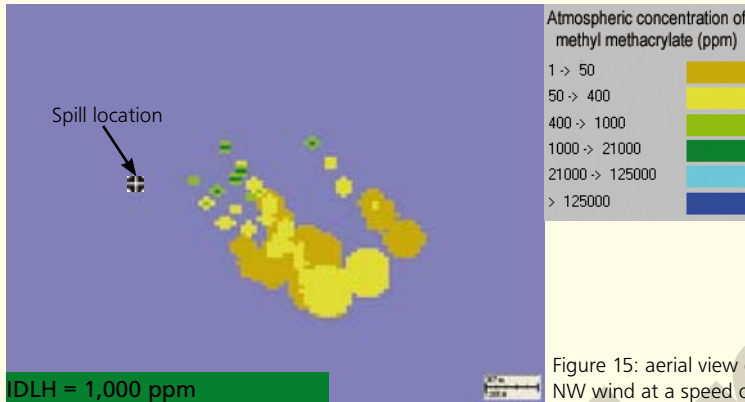 Atmospheric concentration of
methyl methacrylate (ppm)
1 -> 50
50 -> 400
400 -> 1000
1000 -> 21000
21000 -> 125000
> 125000
Spill location
IDLH = 1,000 ppm
Figure 15: aerial view
NW wind at a speed